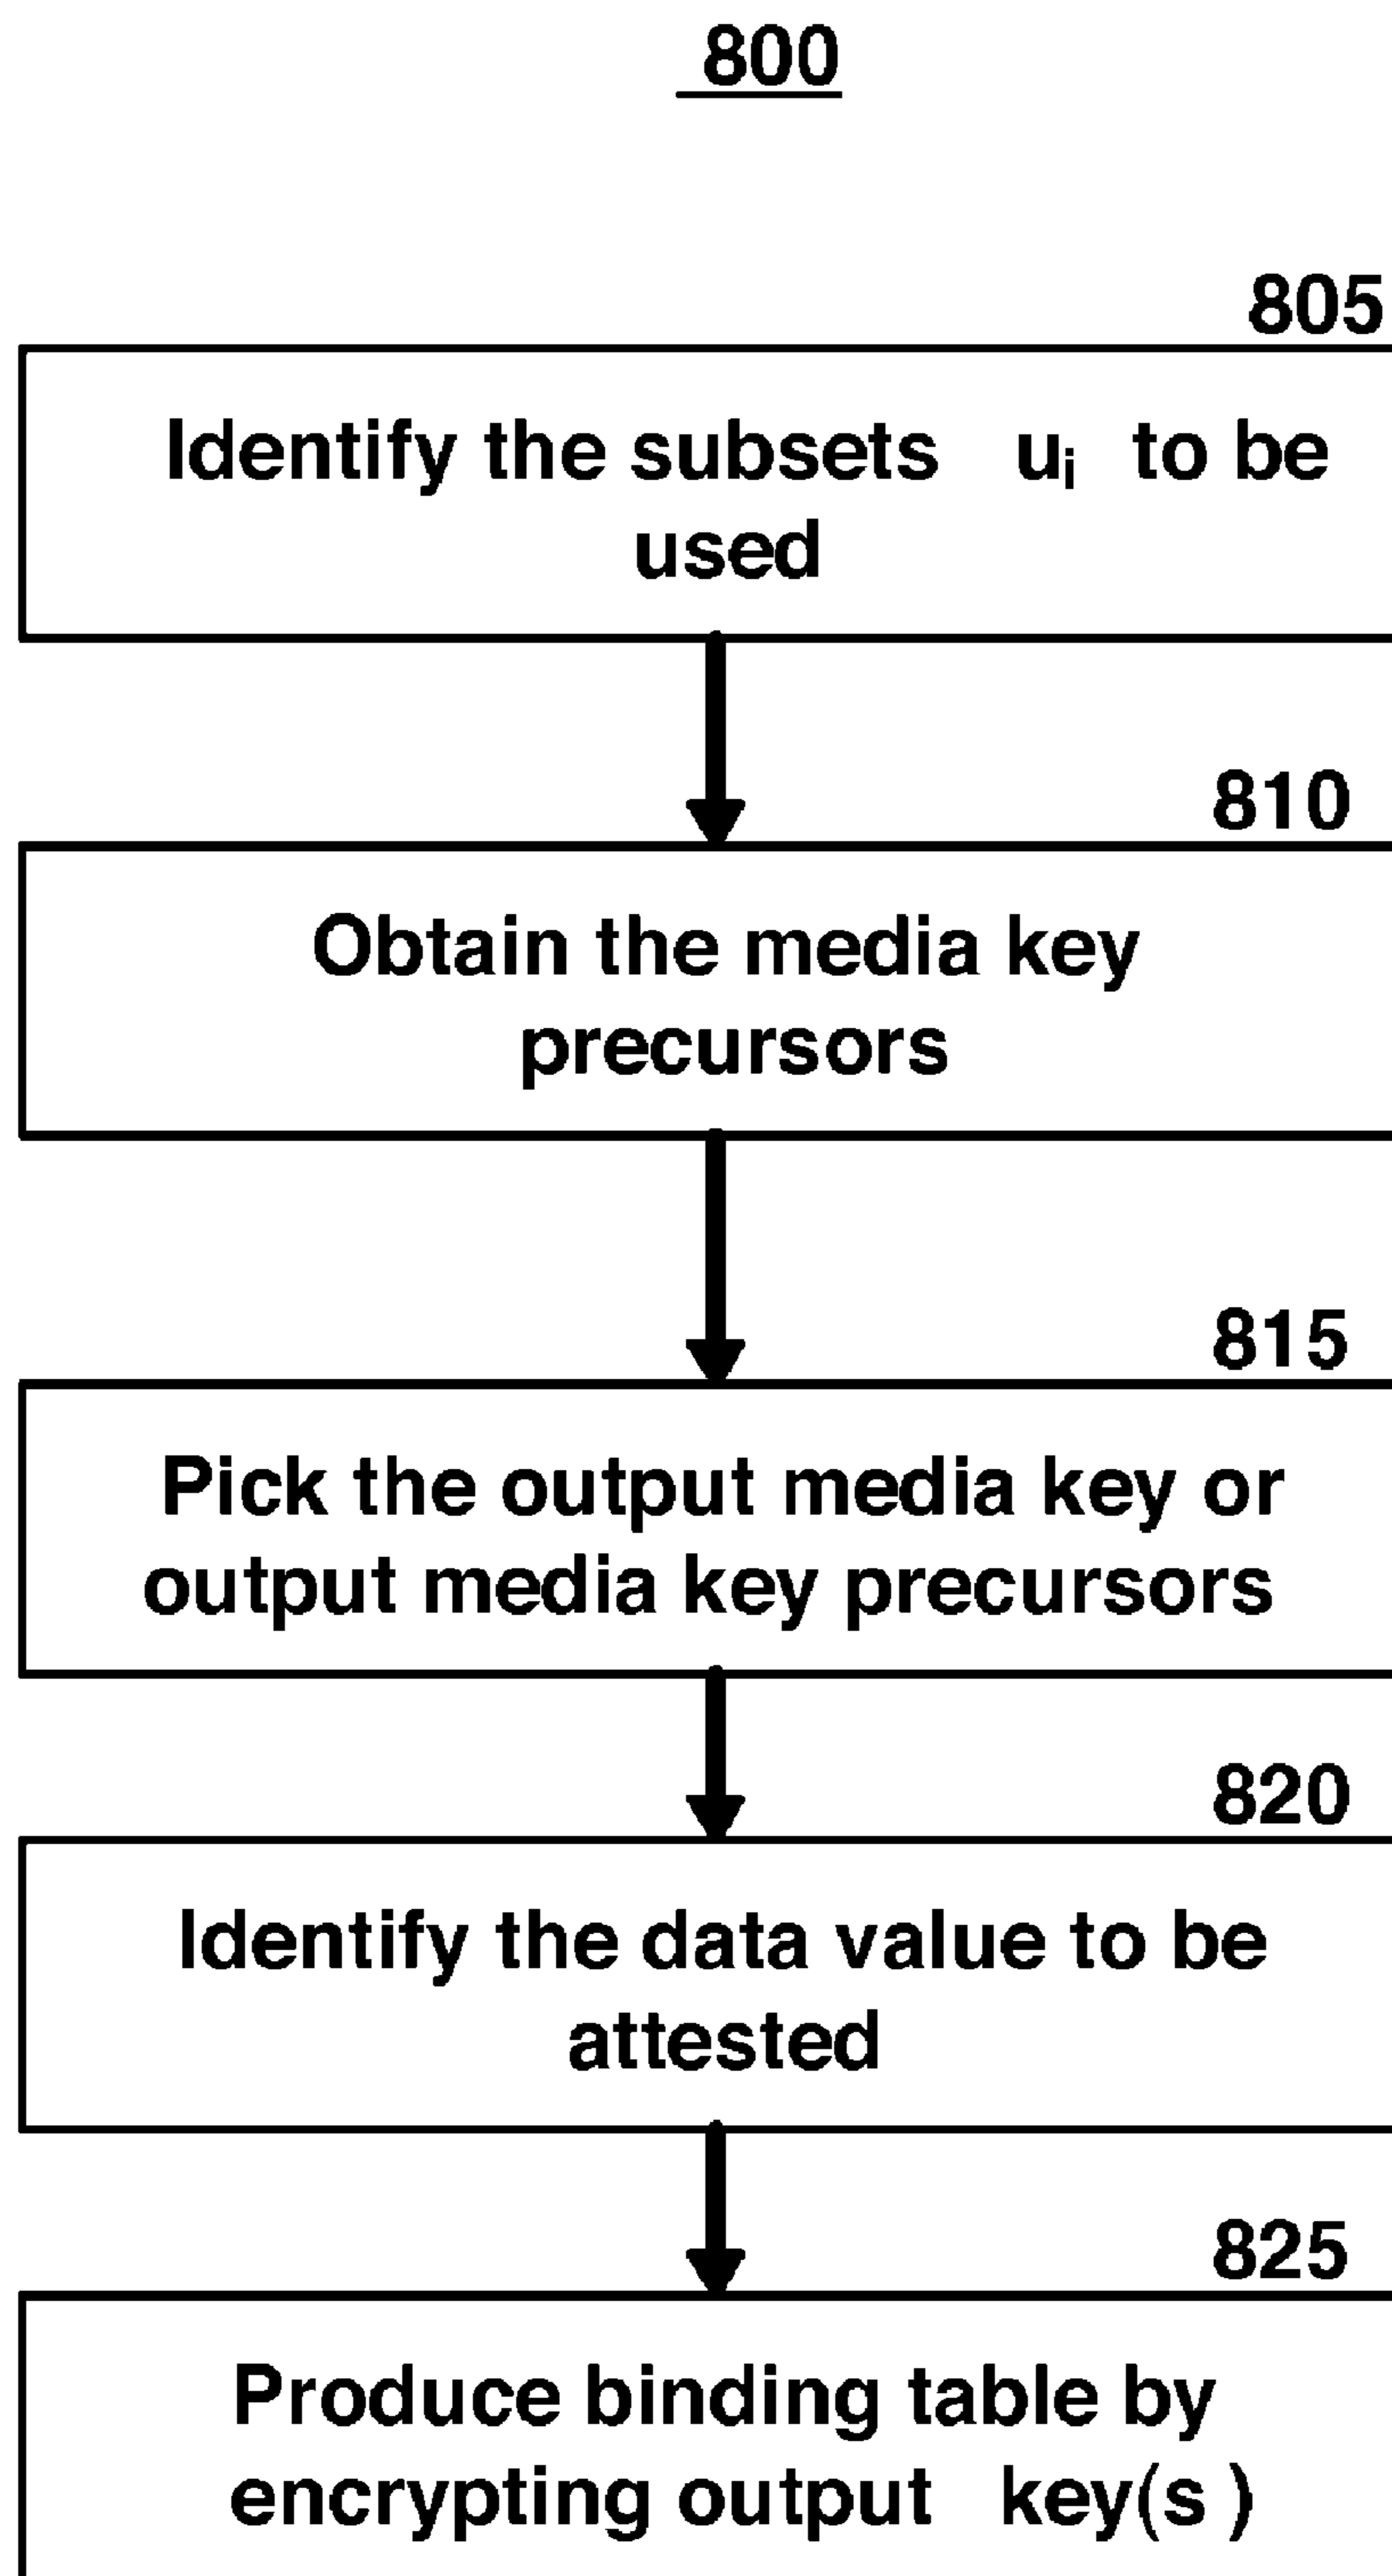 800
805
Identify the subsets uᵢ to be
used
810
Obtain the media key
precursors
815
Pick the output media key or
output media key precursors
820
Identify the data value to be
attested
825
Produce binding table by
encrypting output key(s )